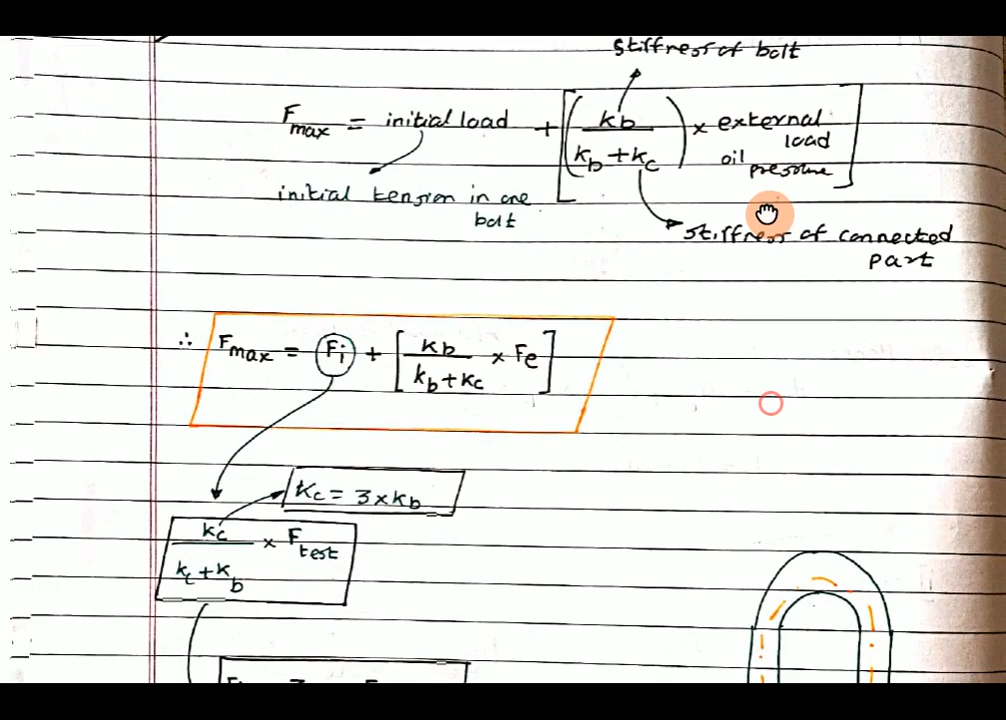 stiffness of bolt
Fmax = initial load + [(kb / kb + kc) × external load oil pressure]
initial tension in one bolt
stiffness of connected part
∴ Fmax = Fi + [kb / kb + kc × Fe]
kc = 3 × kb
kc / kc + kb × Ftest